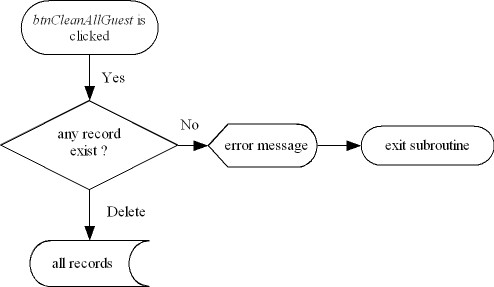 btnCleanAllGuest is
clicked
Yes
any record
exist ?
No
error message
exit subroutine
Delete
all records